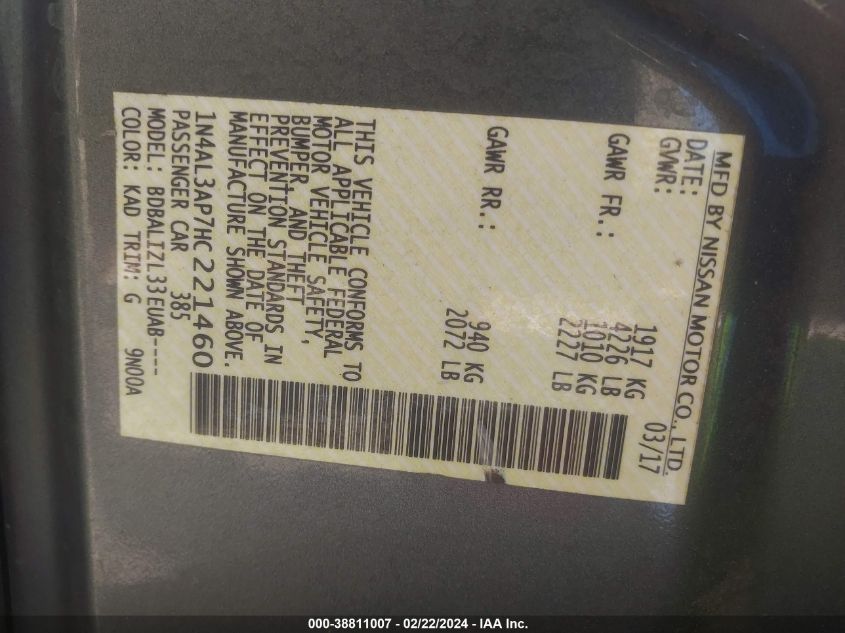 MFD BY NISSAN MOTOR CO., LTD.
DATE: 03/17
GVWR: 1917 KG
4226 LB
GAWR FR.: 1010 KG
2227 LB
GAWR RR.: 940 KG
2072 LB
THIS VEHICLE CONFORMS TO
ALL APPLICABLE FEDERAL
MOTOR VEHICLE SAFETY,
BUMPER, AND THEFT
PREVENTION STANDARDS IN
EFFECT ON THE DATE OF
MANUFACTURE SHOWN ABOVE.
1N4AL3AP7HC221460
PASSENGER CAR 385
MODEL: BDBALIZL33EUAB----
COLOR: KAD TRIM: G 9N00A
000-38811007 - 02/22/2024 - IAA Inc.